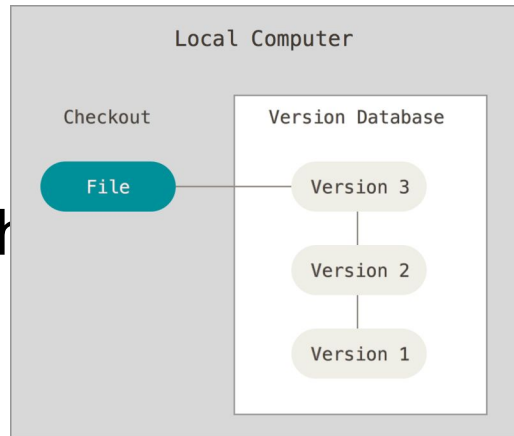 Local Computer
Checkout
Version Database
File
Version 3
Version 2
Version 1